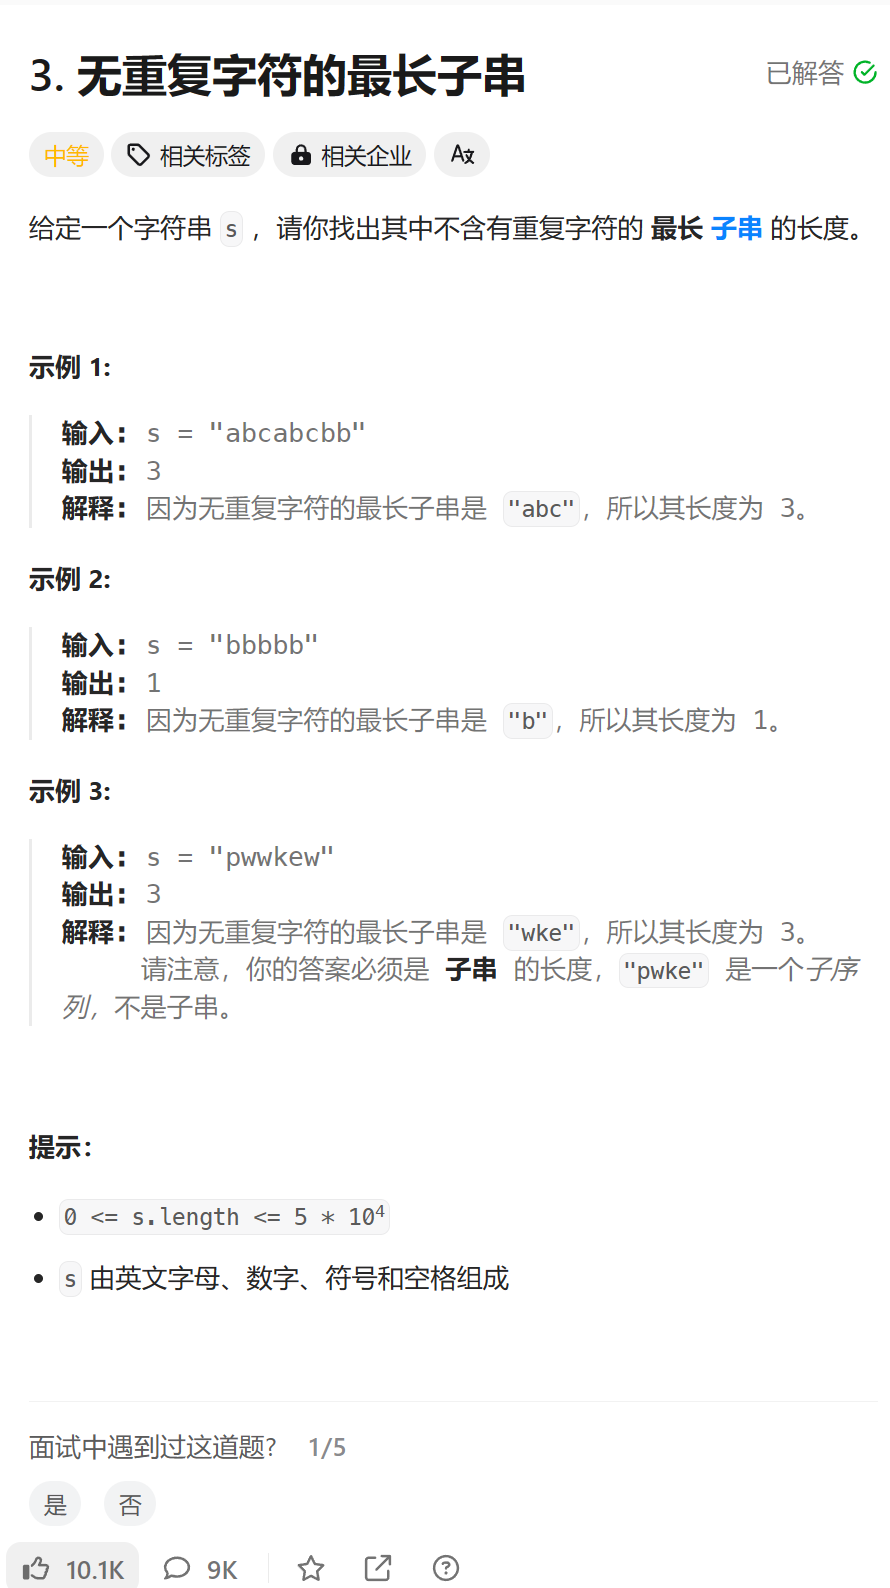 3. 无重复字符的最长子串
已解答
中等 相关标签 相关企业
给定一个字符串 s ，请你找出其中不含有重复字符的 最长 子串 的长度。
示例 1:
输入: s = "abcabcbb"
输出: 3
解释: 因为无重复字符的最长子串是 "abc"，所以其长度为 3。
示例 2:
输入: s = "bbbbb"
输出: 1
解释: 因为无重复字符的最长子串是 "b"，所以其长度为 1。
示例 3:
输入: s = "pwwkew"
输出: 3
解释: 因为无重复字符的最长子串是 "wke"，所以其长度为 3。
请注意，你的答案必须是 子串 的长度，"pwke" 是一个子序
列，不是子串。
提示：
0 <= s.length <= 5 * 10⁴
s 由英文字母、数字、符号和空格组成
面试中遇到过这道题? 1/5
是 否
10.1K 9K